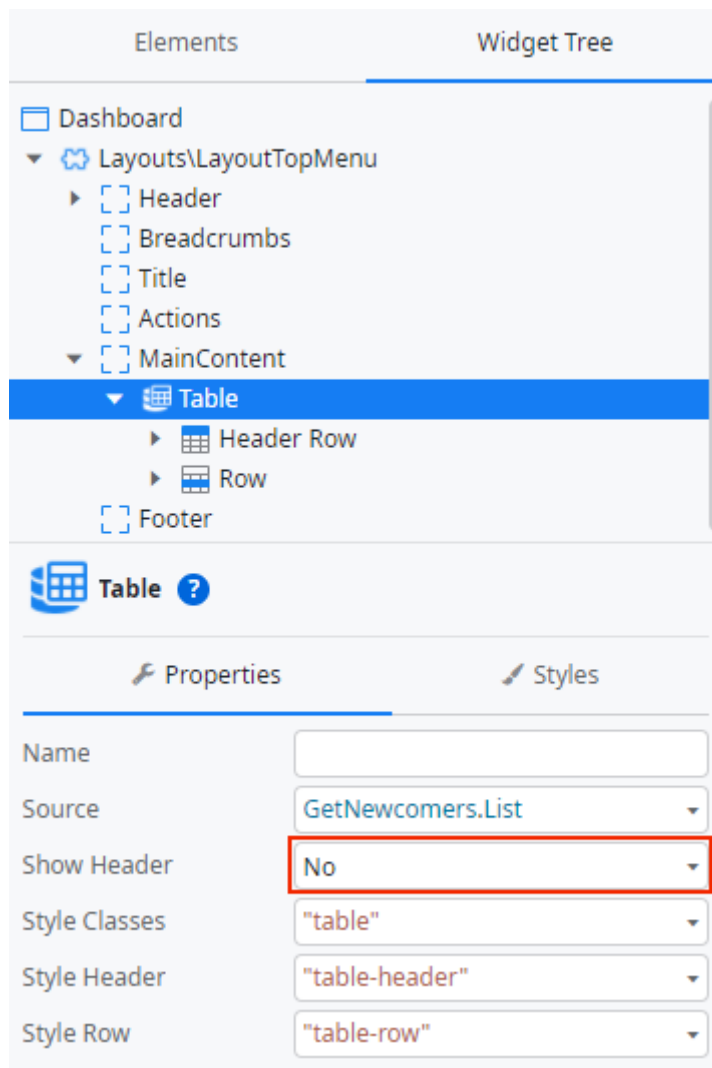 Elements Widget Tree
Dashboard
Layouts\LayoutTopMenu
Header
Breadcrumbs
Title
Actions
MainContent
Table
Header Row
Row
Footer
Table ?
Properties Styles
Name
Source GetNewcomers.List
Show Header No
Style Classes "table"
Style Header "table-header"
Style Row "table-row"